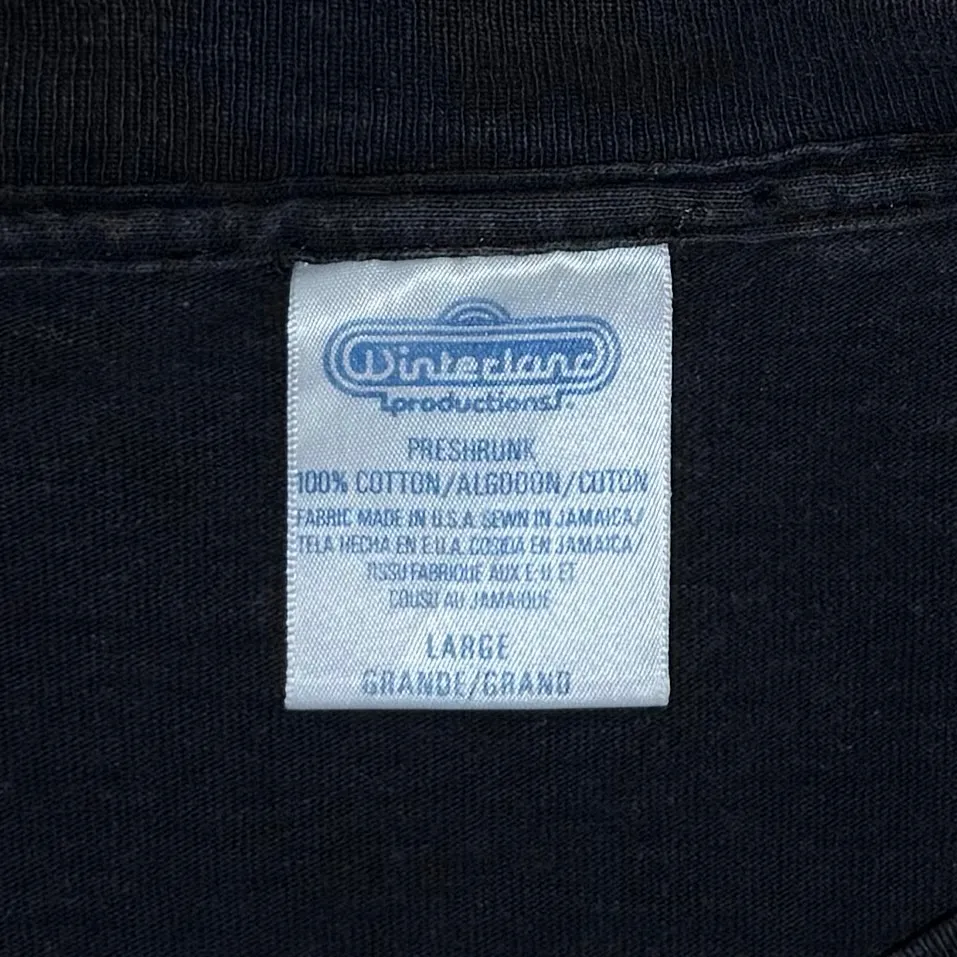 Winterland
productions
PRESHRUNK
100% COTTON/ALGODON/COTON
FABRIC MADE IN U.S.A. SEWN IN JAMAICA/
TELA HECHA EN E.U.A. COSIDA EN JAMAICA/
TISSU FABRIQUE AUX E-U ET
COUSU AU JAMAIQUE
LARGE
GRANDE/GRAND